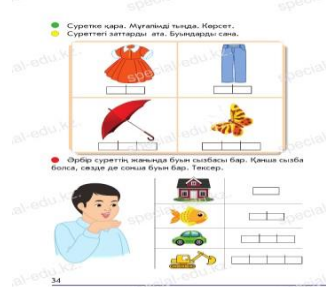 Суретке қара. Мұғалімді тыңда. Көрсет.
Суреттегі заттарды ата. Буындарды сана.
Әрбір суреттің жанында буын сызбасы бар. Қанша сызба
болса, сөзде де сонша буын бар. Тексер.
34